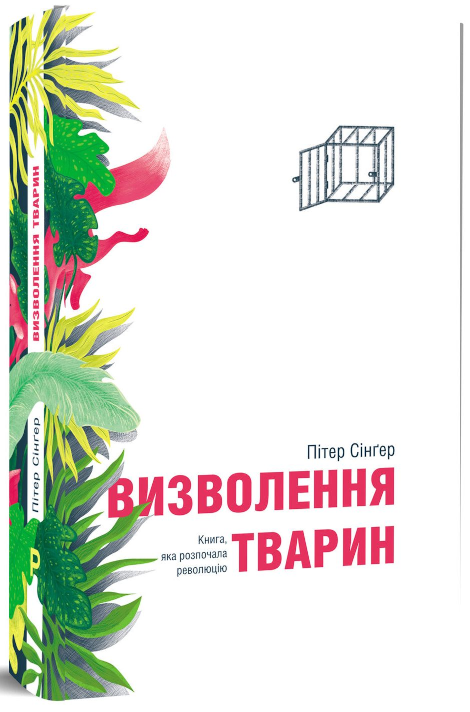 Пітер Сінґер
ВИЗВОЛЕННЯ
Книга,
яка розпочала
революцію
ТВАРИН
Пітер Сінґер
ВИЗВОЛЕННЯ ТВАРИН